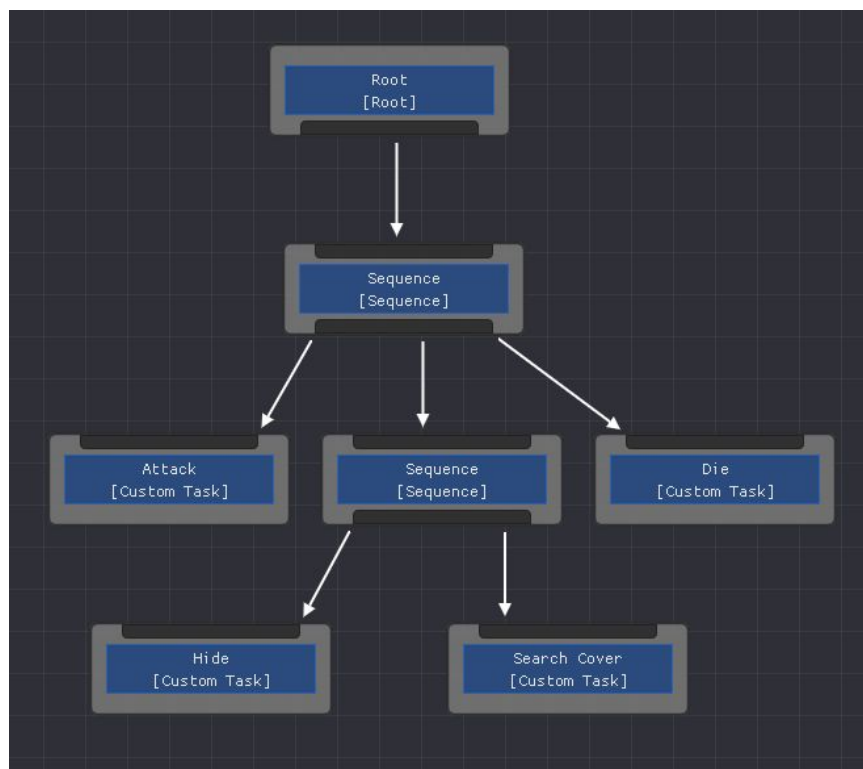 Root
[Root]
Sequence
[Sequence]
Attack
[Custom Task]
Sequence
[Sequence]
Die
[Custom Task]
Hide
[Custom Task]
Search Cover
[Custom Task]